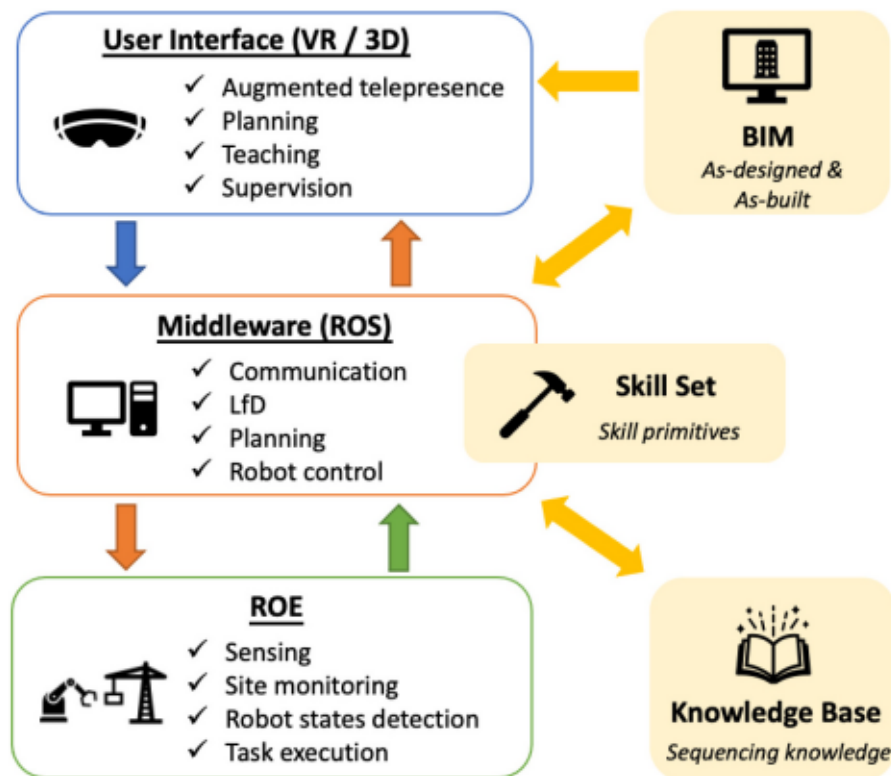 User Interface (VR / 3D)
✓ Augmented telepresence
✓ Planning
✓ Teaching
✓ Supervision
BIM
As-designed &
As-built
Middleware (ROS)
✓ Communication
✓ LfD
✓ Planning
✓ Robot control
Skill Set
Skill primitives
ROE
✓ Sensing
✓ Site monitoring
✓ Robot states detection
✓ Task execution
Knowledge Base
Sequencing knowledge